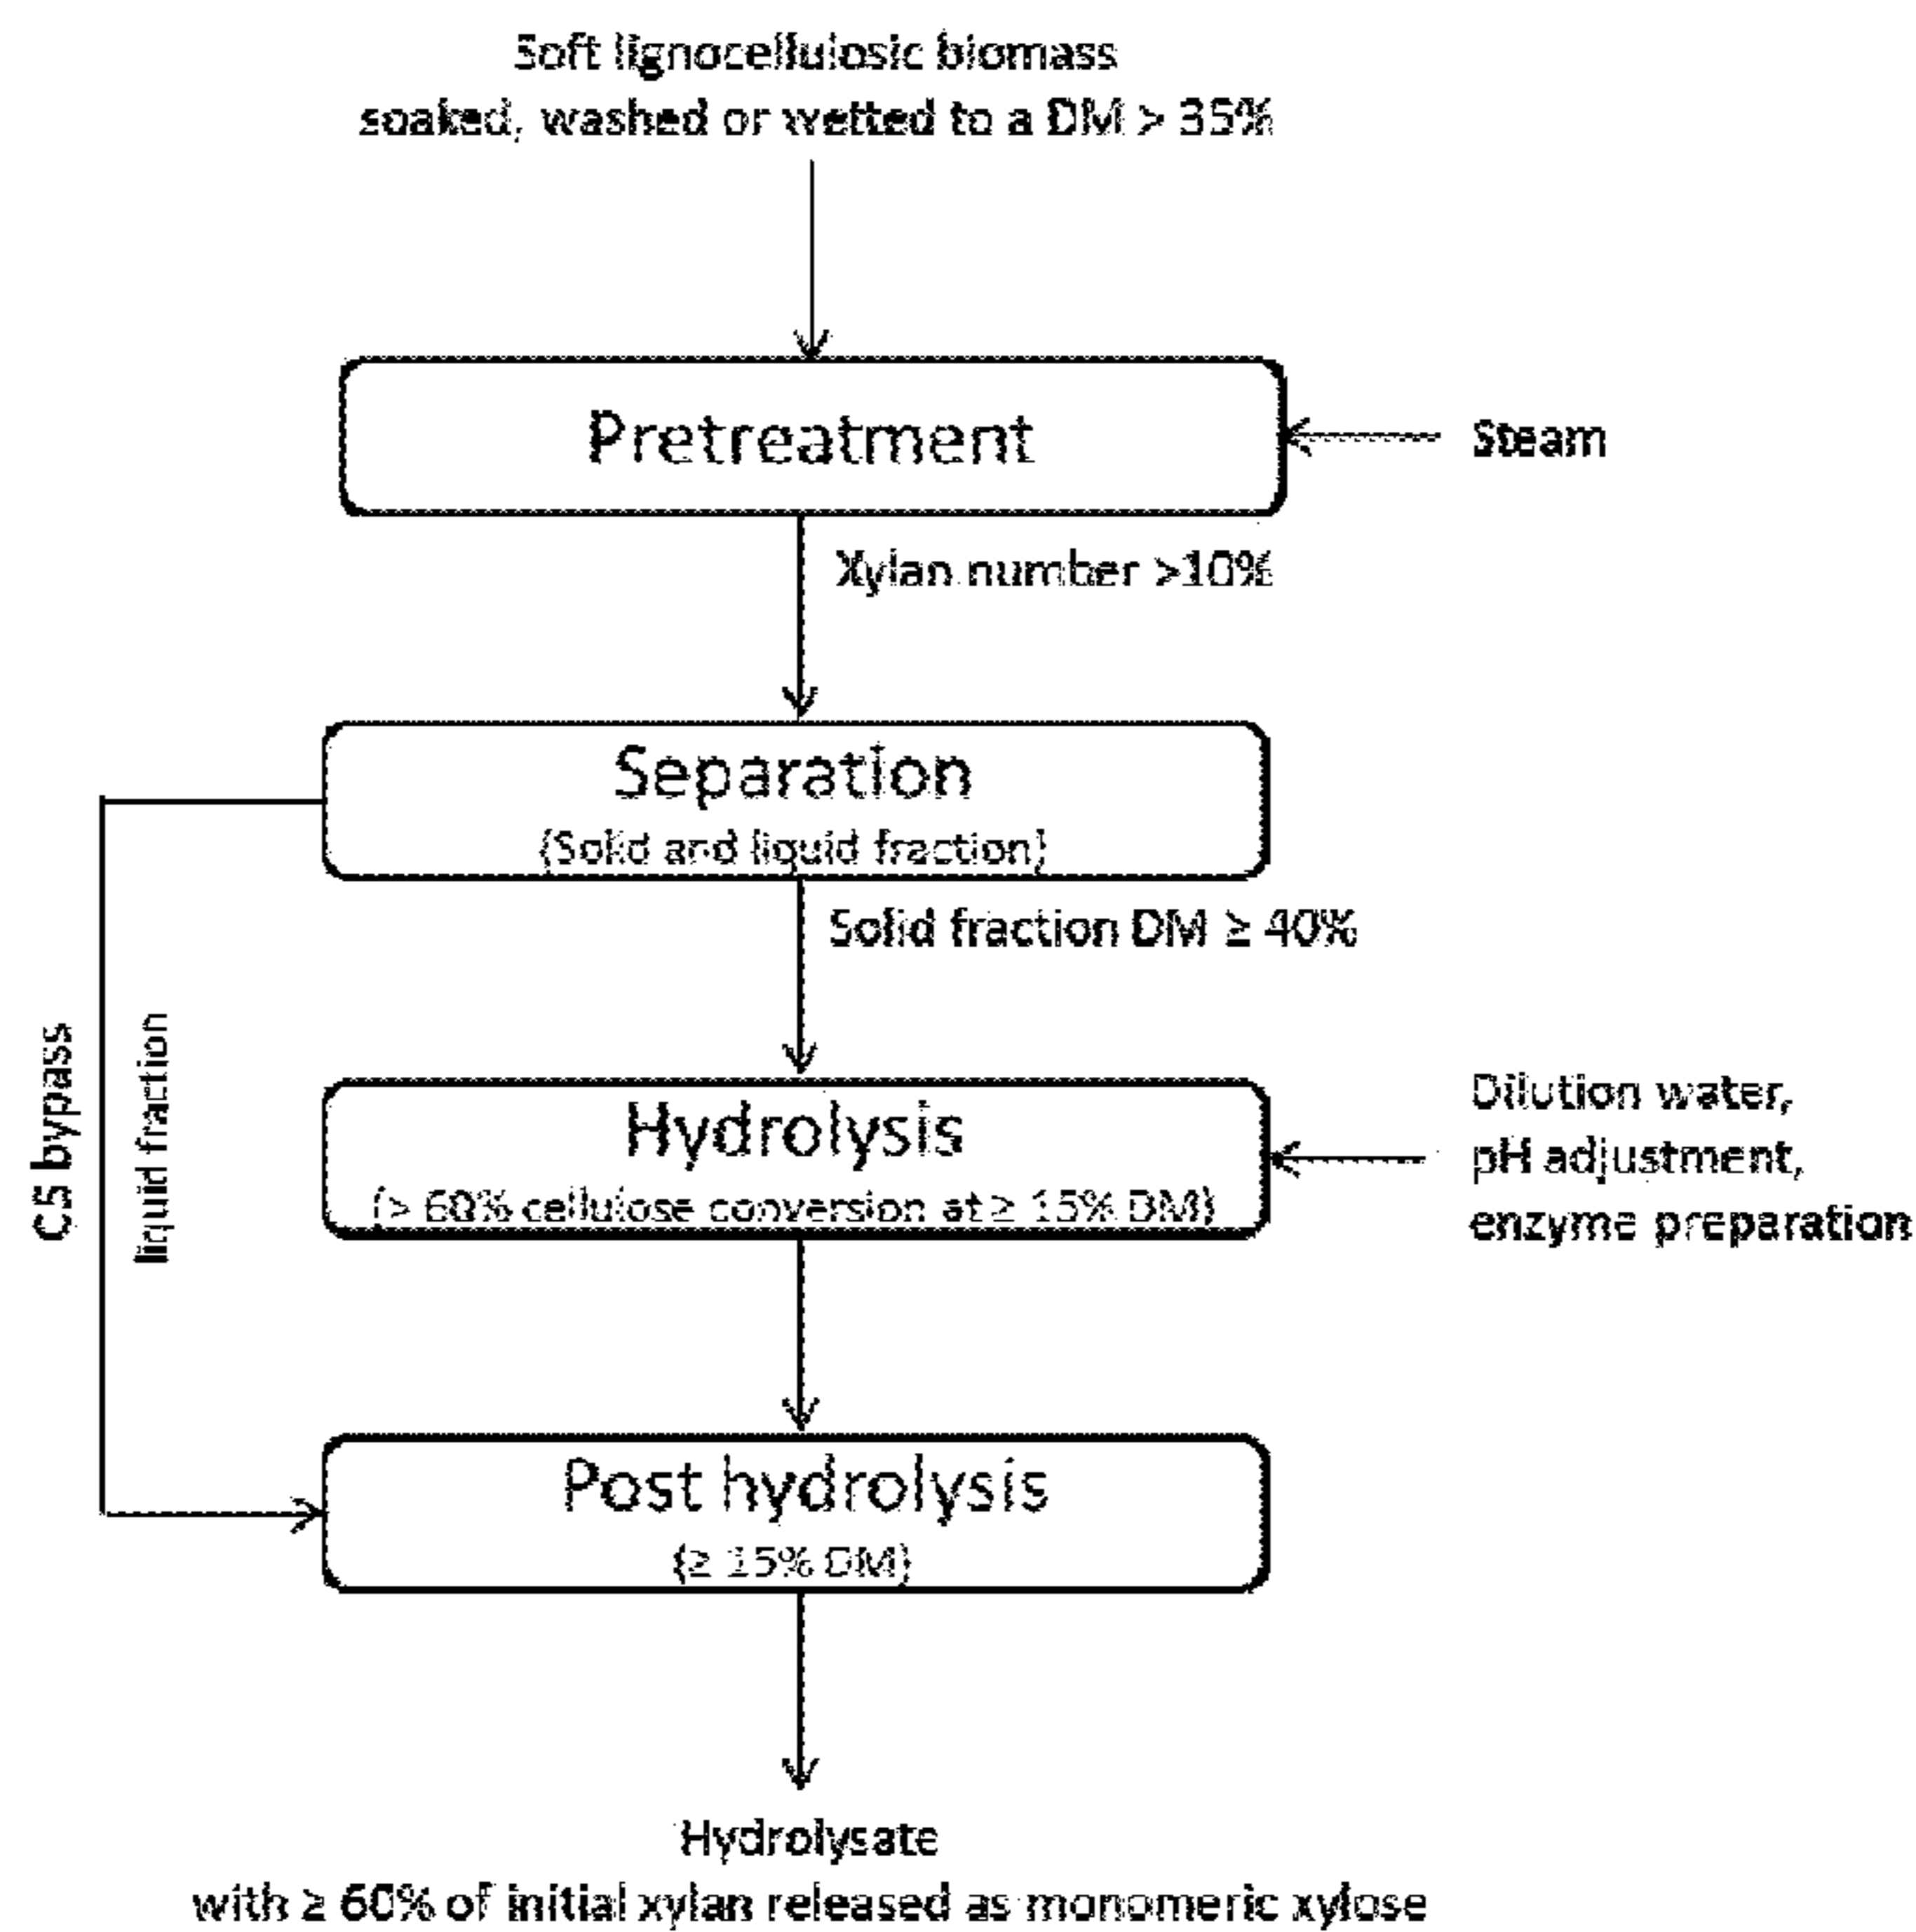 Soft lignocellulosic biomass
soaked, washed or wetted to a DM > 35%
Pretreatment
Steam
Xylan number >10%
Separation
(Solid and liquid fraction)
Solid fraction DM ≥ 40%
C5 bypass
liquid fraction
Hydrolysis
(> 60% cellulose conversion at ≥ 15% DM)
Dilution water,
pH adjustment,
enzyme preparation
Post hydrolysis
(≥ 15% DM)
Hydrolysate
with ≥ 60% of initial xylan released as monomeric xylose